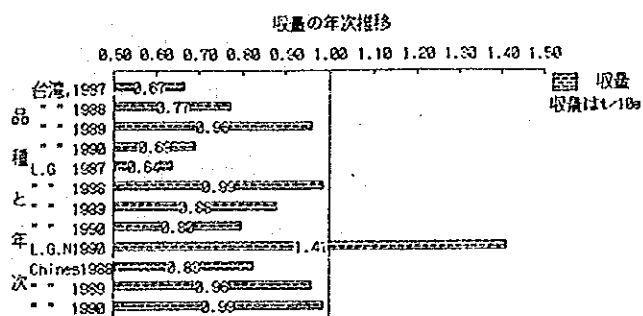 収量の年次推移
0.50 0.60 0.70 0.80 0.90 1.00 1.10 1.20 1.30 1.40 1.50
収量
収量はt/10a
品種と年次
台湾,1987 0.67
" " 1988 0.77
" " 1989 0.96
" " 1990 0.69
L.G 1987 0.64
" " 1988 0.99
" " 1989 0.88
" " 1990 0.80
L.G.N1990 1.41
Chines1988 0.83
" " 1989 0.96
" " 1990 0.99